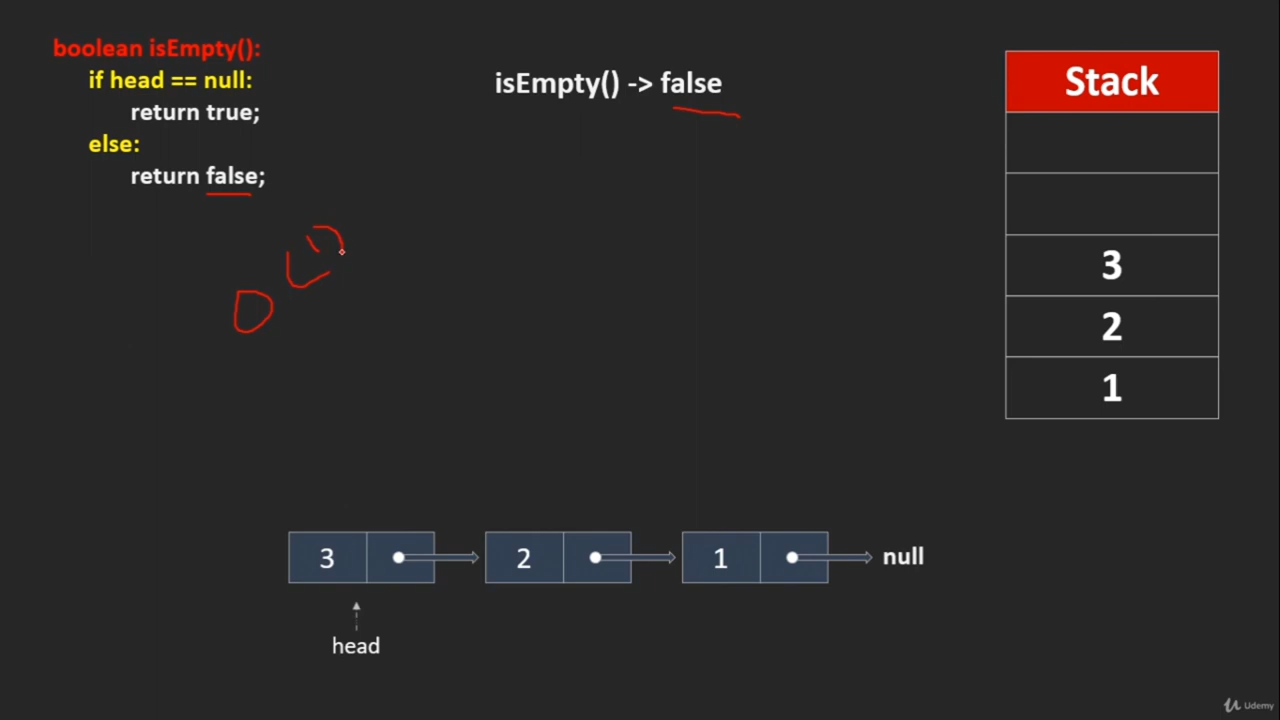 boolean isEmpty():
if head == null:
return true;
else:
return false;
isEmpty() -> false
Stack
3
2
1
3
2
1
null
head
Udemy